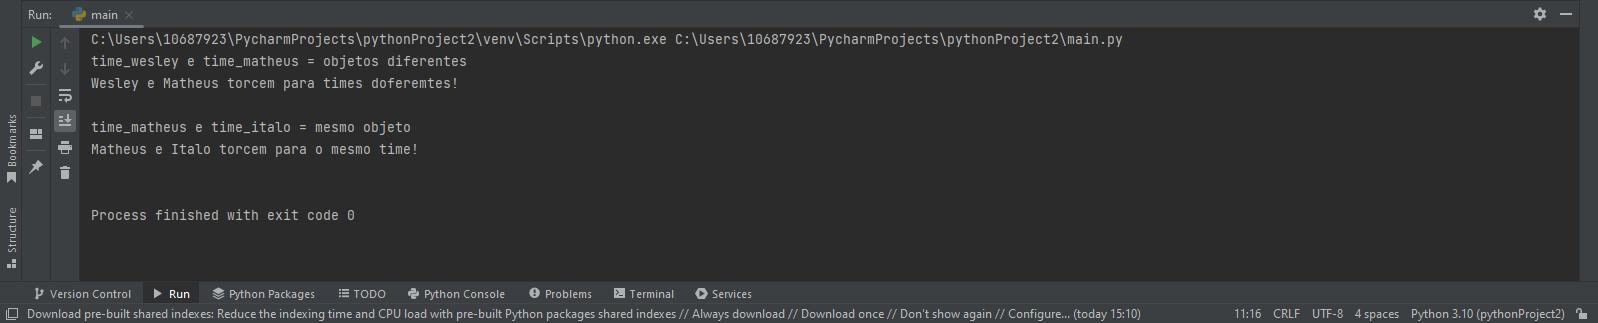 Run: main
C:\Users\10687923\PycharmProjects\pythonProject2\venv\Scripts\python.exe C:\Users\10687923\PycharmProjects\pythonProject2\main.py
time_wesley e time_matheus = objetos diferentes
Wesley e Matheus torcem para times doferemtes!
time_matheus e time_italo = mesmo objeto
Matheus e Italo torcem para o mesmo time!
Process finished with exit code 0
Bookmarks
Structure
Version Control Run Python Packages TODO Python Console Problems Terminal Services
Download pre-built shared indexes: Reduce the indexing time and CPU load with pre-built Python packages shared indexes // Always download // Download once // Don't show again // Configure... (today 15:10) 11:16 CRLF UTF-8 4 spaces Python 3.10 (pythonProject2)